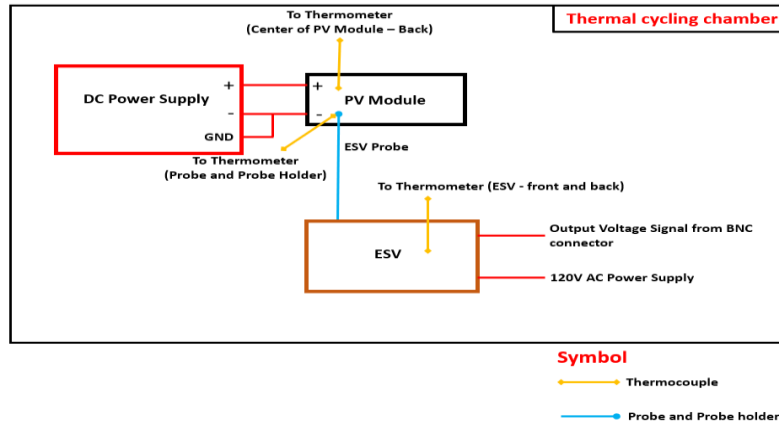 To Thermometer
(Center of PV Module – Back)
Thermal cycling chamber
+
+
DC Power Supply
PV Module
-
-
GND
ESV Probe
To Thermometer
(Probe and Probe Holder)
To Thermometer (ESV - front and back)
Output Voltage Signal from BNC
connector
ESV
120V AC Power Supply
Symbol
Thermocouple
Probe and Probe holder